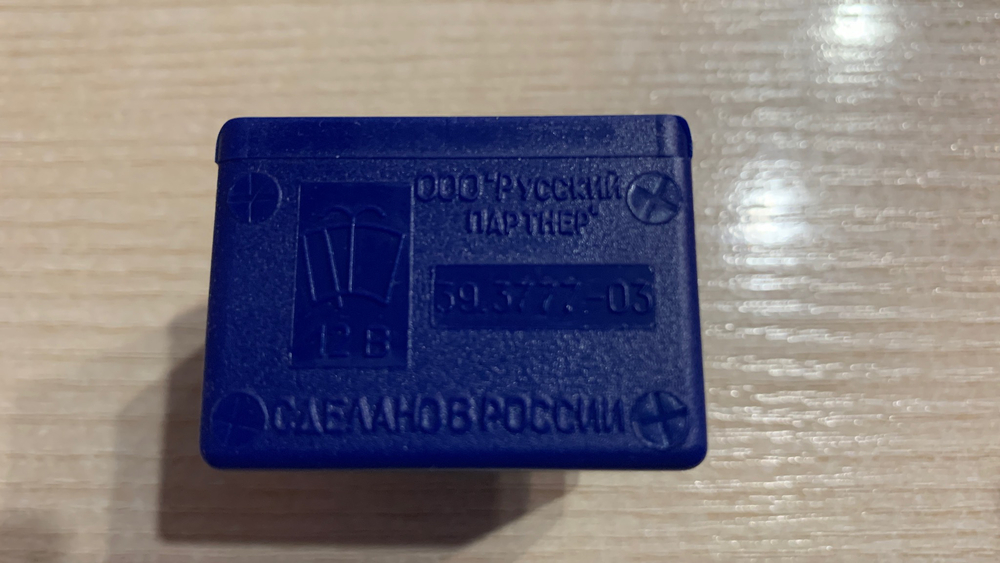 ООО "РУССКИЙ
ПАРТНЕР"
59.3777-03
12 В
СДЕЛАНО В РОССИИ